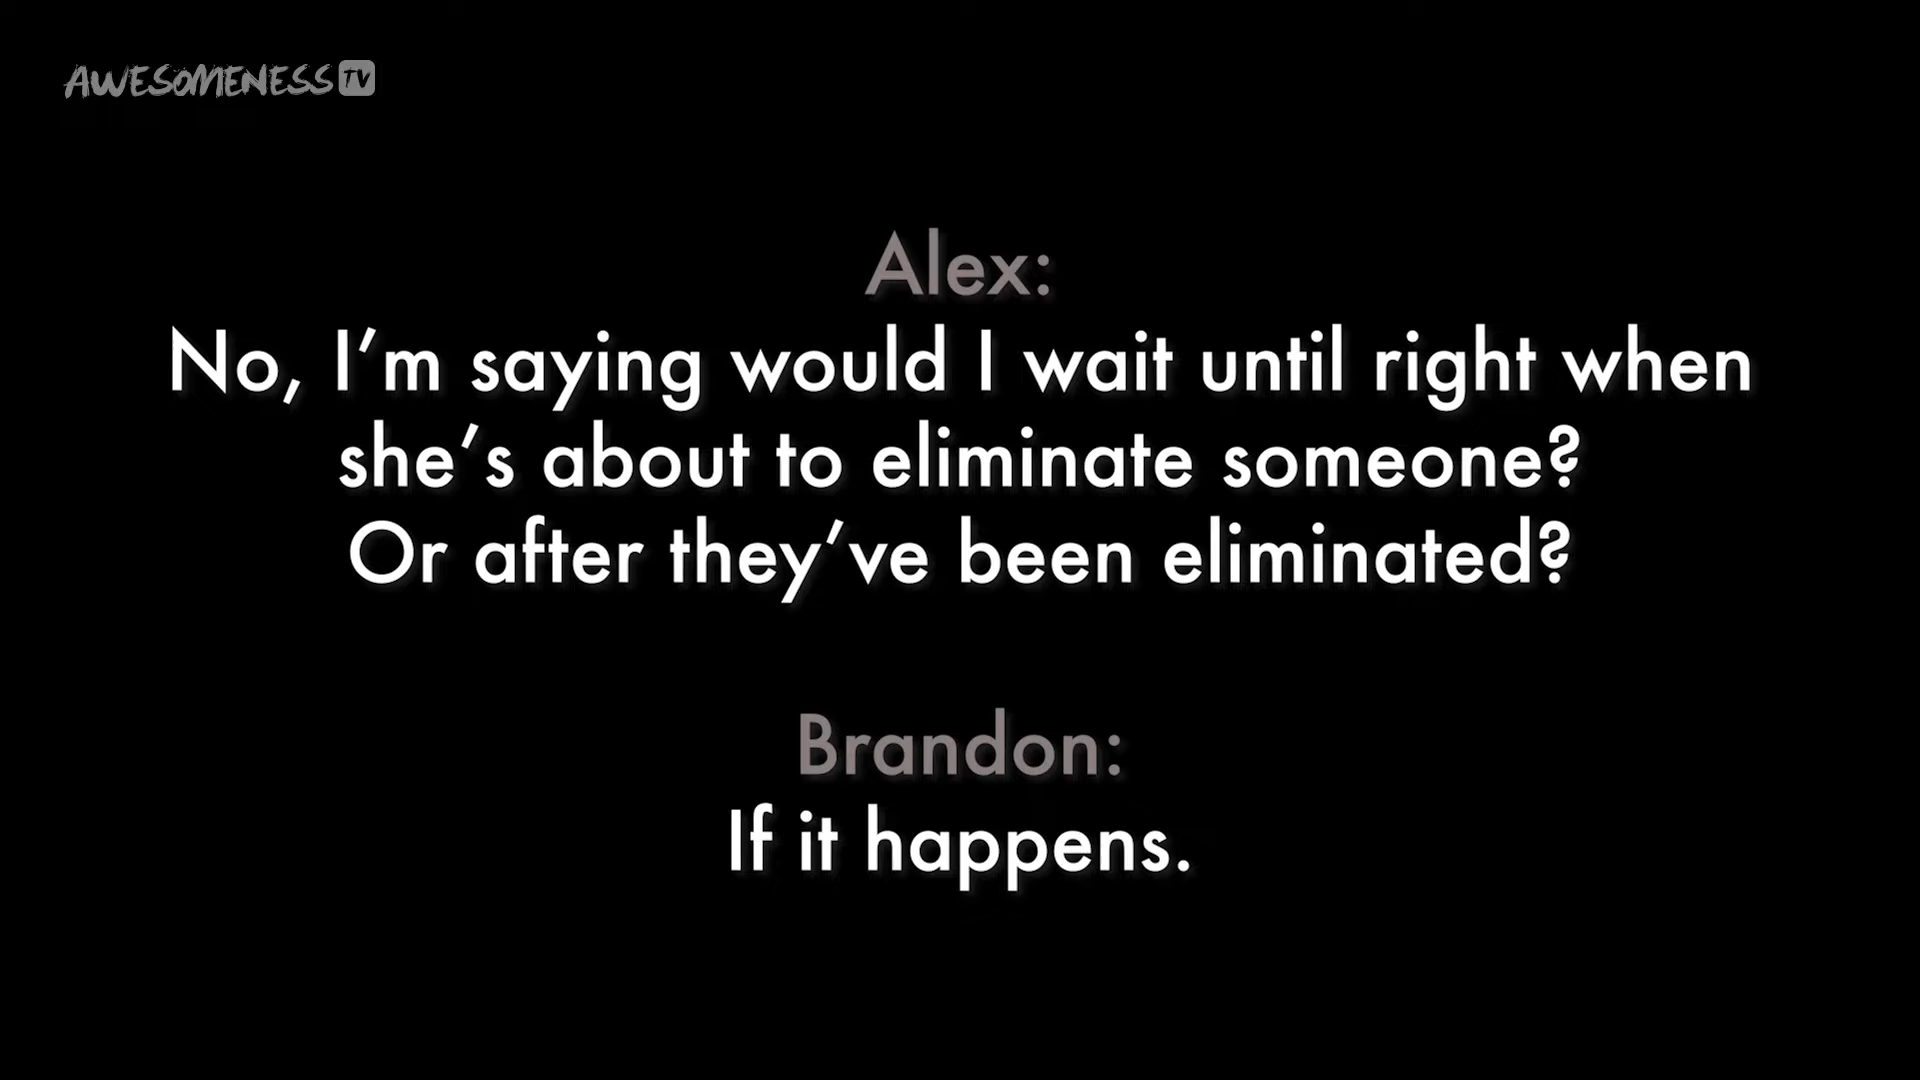 AWESOMENESS TV
Alex:
No, I’m saying would I wait until right when
she’s about to eliminate someone?
Or after they’ve been eliminated?
Brandon:
If it happens.